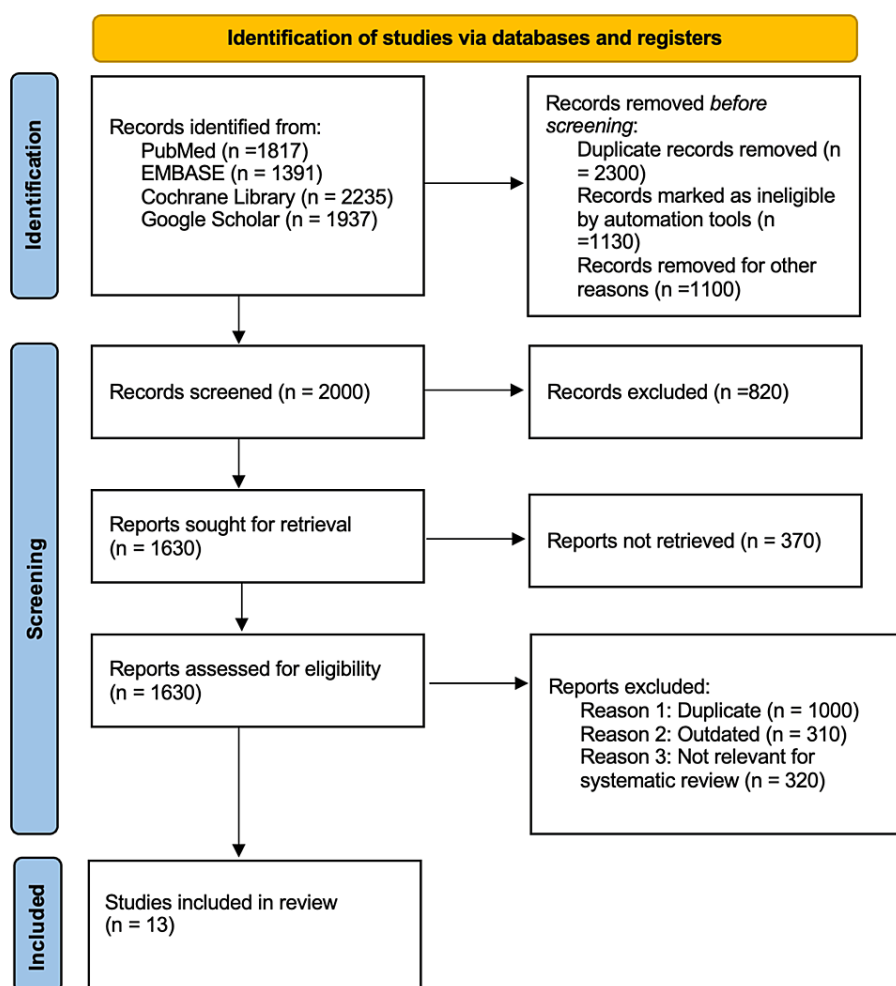 Identification of studies via databases and registers
Identification
Records identified from:
PubMed (n =1817)
EMBASE (n = 1391)
Cochrane Library (n = 2235)
Google Scholar (n = 1937)
Records removed before
screening:
Duplicate records removed (n
= 2300)
Records marked as ineligible
by automation tools (n
=1130)
Records removed for other
reasons (n =1100)
Screening
Records screened (n = 2000)
Records excluded (n =820)
Reports sought for retrieval
(n = 1630)
Reports not retrieved (n = 370)
Reports assessed for eligibility
(n = 1630)
Reports excluded:
Reason 1: Duplicate (n = 1000)
Reason 2: Outdated (n = 310)
Reason 3: Not relevant for
systematic review (n = 320)
Included
Studies included in review
(n = 13)